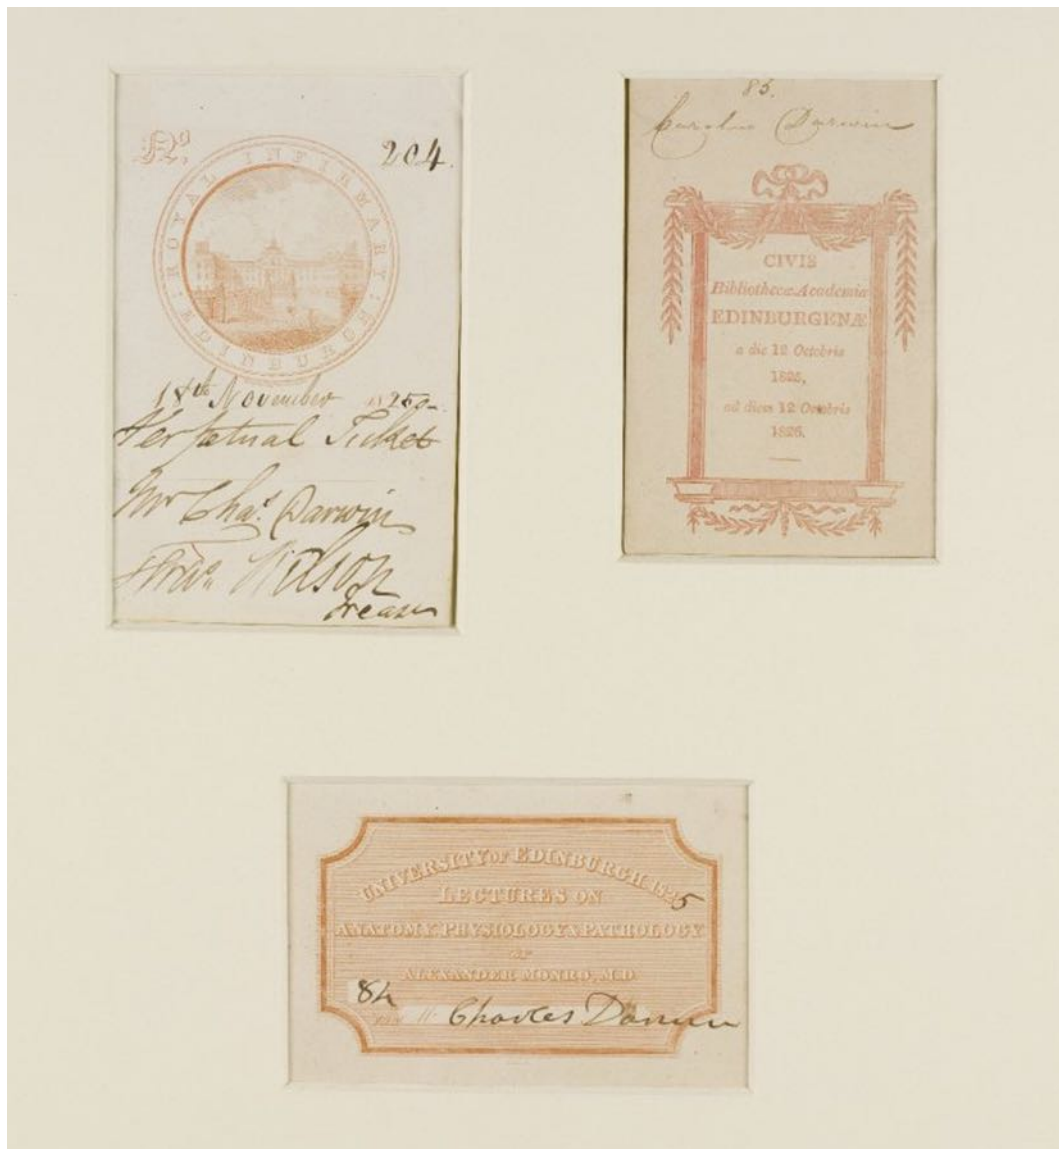 Nº 204.
ROYAL INFIRMARY : EDINBURGH :
18th November 1825
Perpetual Ticket
Mr Chas. Darwin
Wilson
Treasr
85.
Carolus Darwin
CIVIS
Bibliothecæ Academiæ
EDINBURGENÆ
a die 12 Octobris
1825,
ad diem 12 Octobris
1826.
UNIVERSITY OF EDINBURGH 1825
LECTURES ON
ANATOMY, PHYSIOLOGY & PATHOLOGY
BY
ALEXANDER MONRO, M.D.
Charles Darwin